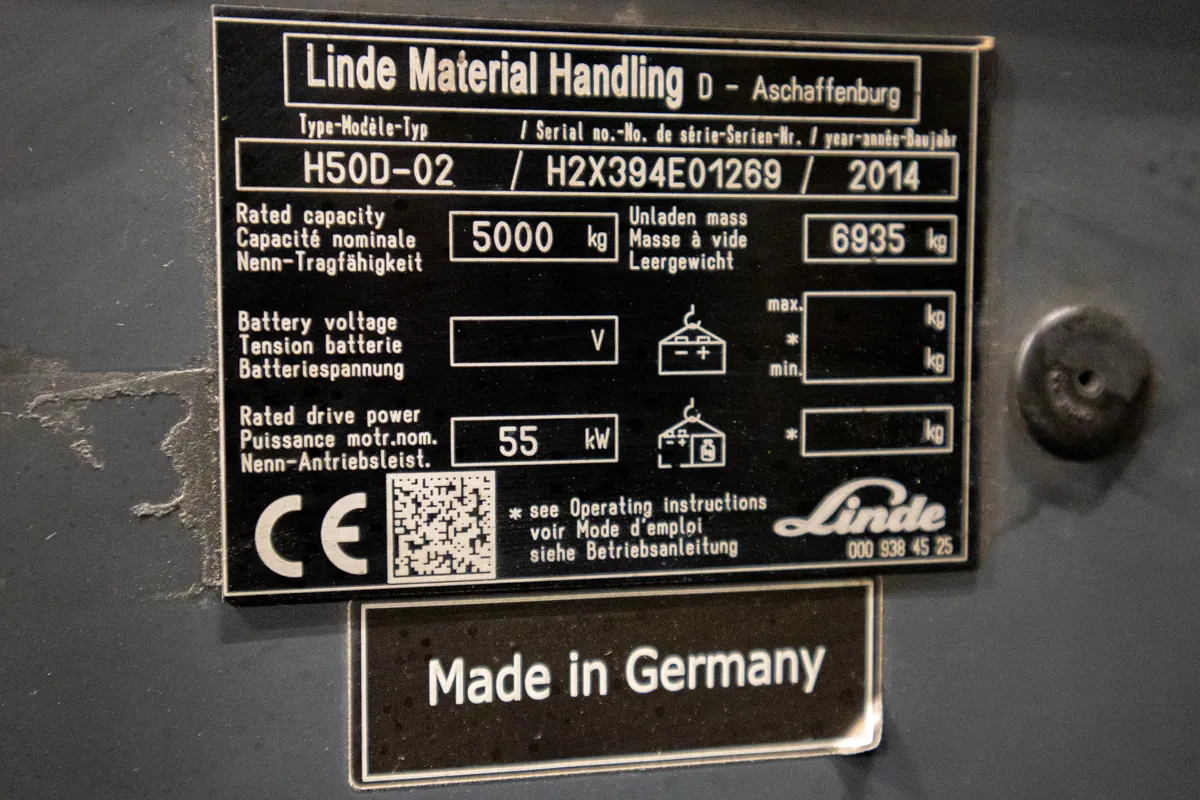 Linde Material Handling D - Aschaffenburg
Type-Modèle-Typ / Serial no.-No. de série-Serien-Nr. / year-année-Baujahr
H50D-02 / H2X394E01269 / 2014
Rated capacity
Capacité nominale
Nenn-Tragfähigkeit
5000 kg
Unladen mass
Masse à vide
Leergewicht
6935 kg
Battery voltage
Tension batterie
Batteriespannung
V
- +
max. kg
*
min. kg
Rated drive power
Puissance motr.nom.
Nenn-Antriebsleist.
55 kW
- +
* kg
CE
* see Operating instructions
voir Mode d'emploi
siehe Betriebsanleitung
Linde
000 938 45 25
Made in Germany